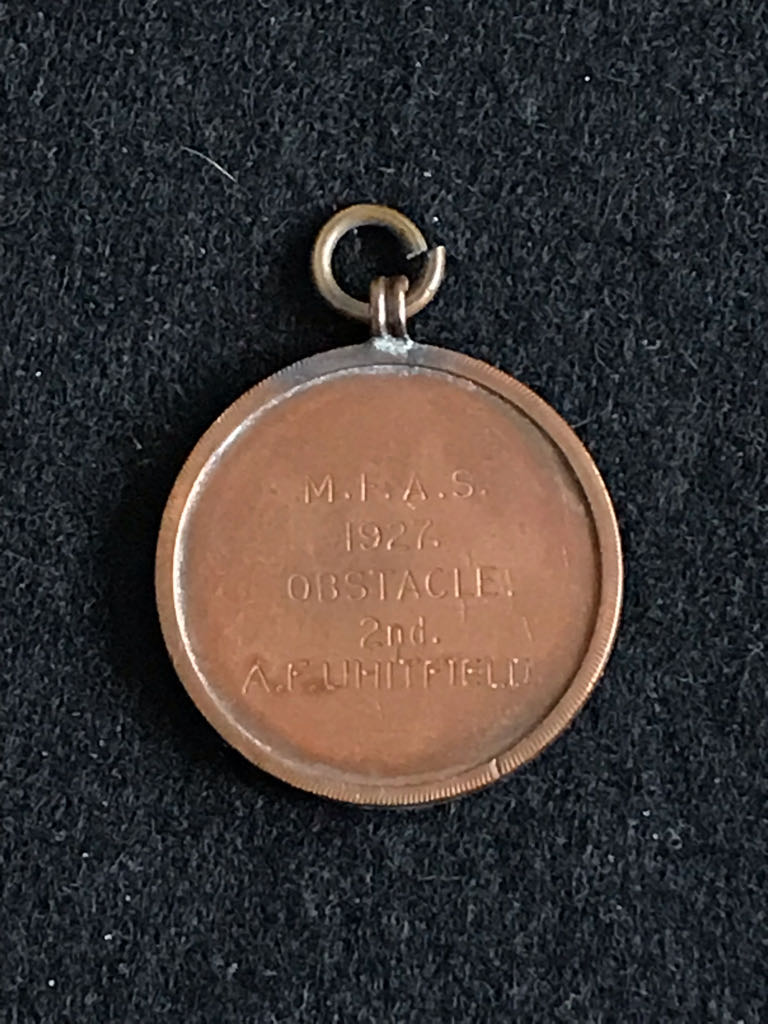 M.F.A.S.
1927.
OBSTACLE.
2nd.
A.F. WHITFIELD.